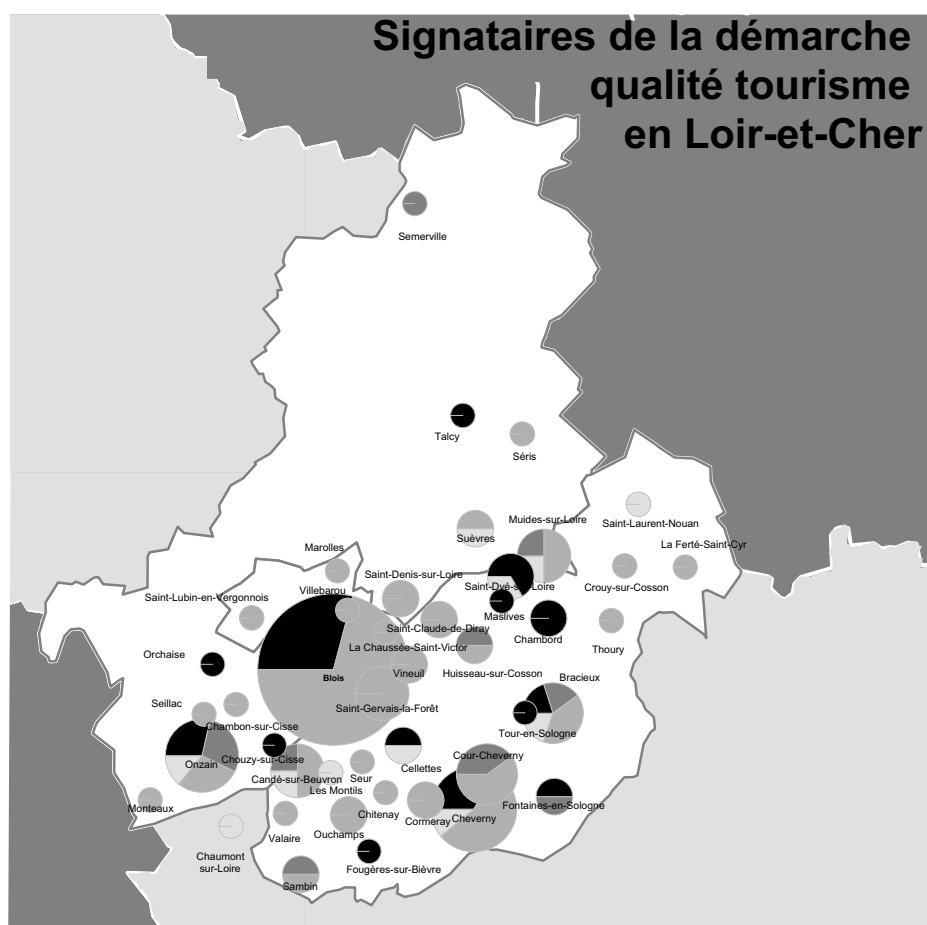 Signataires de la démarche
qualité tourisme
en Loir-et-Cher
Semerville
Talcy
Séris
Muides-sur-Loire
Saint-Laurent-Nouan
Suèvres
Marolles
La Ferté-Saint-Cyr
Saint-Denis-sur-Loire
Saint-Dyé-sur-Loire
Crouy-sur-Cosson
Villebarou
Saint-Lubin-en-Vergonnois
Maslives
Saint-Claude-de-Diray
Chambord
La Chaussée-Saint-Victor
Thoury
Orchaise
Vineuil
Huisseau-sur-Cosson
Bracieux
Blois
Seillac
Saint-Gervais-la-Forêt
Chambon-sur-Cisse
Tour-en-Sologne
Cour-Cheverny
Chouzy-sur-Cisse
Onzain
Cellettes
Candé-sur-Beuvron
Seur
Les Montils
Fontaines-en-Sologne
Monteaux
Chitenay
Cormeray
Cheverny
Ouchamps
Valaire
Chaumont
sur-Loire
Fougères-sur-Bièvre
Sambin